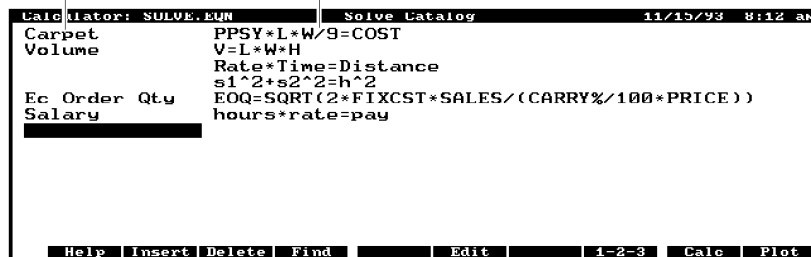 Calculator: SOLVE.EQN Solve Catalog 11/15/93 8:12 am
Carpet PPSY*L*W/9=COST
Volume V=L*W*H
Rate*Time=Distance
s1^2+s2^2=h^2
Ec Order Qty EOQ=SQRT(2*FIXCST*SALES/(CARRY%/100*PRICE))
Salary hours*rate=pay
Help Insert Delete Find Edit 1-2-3 Calc Plot